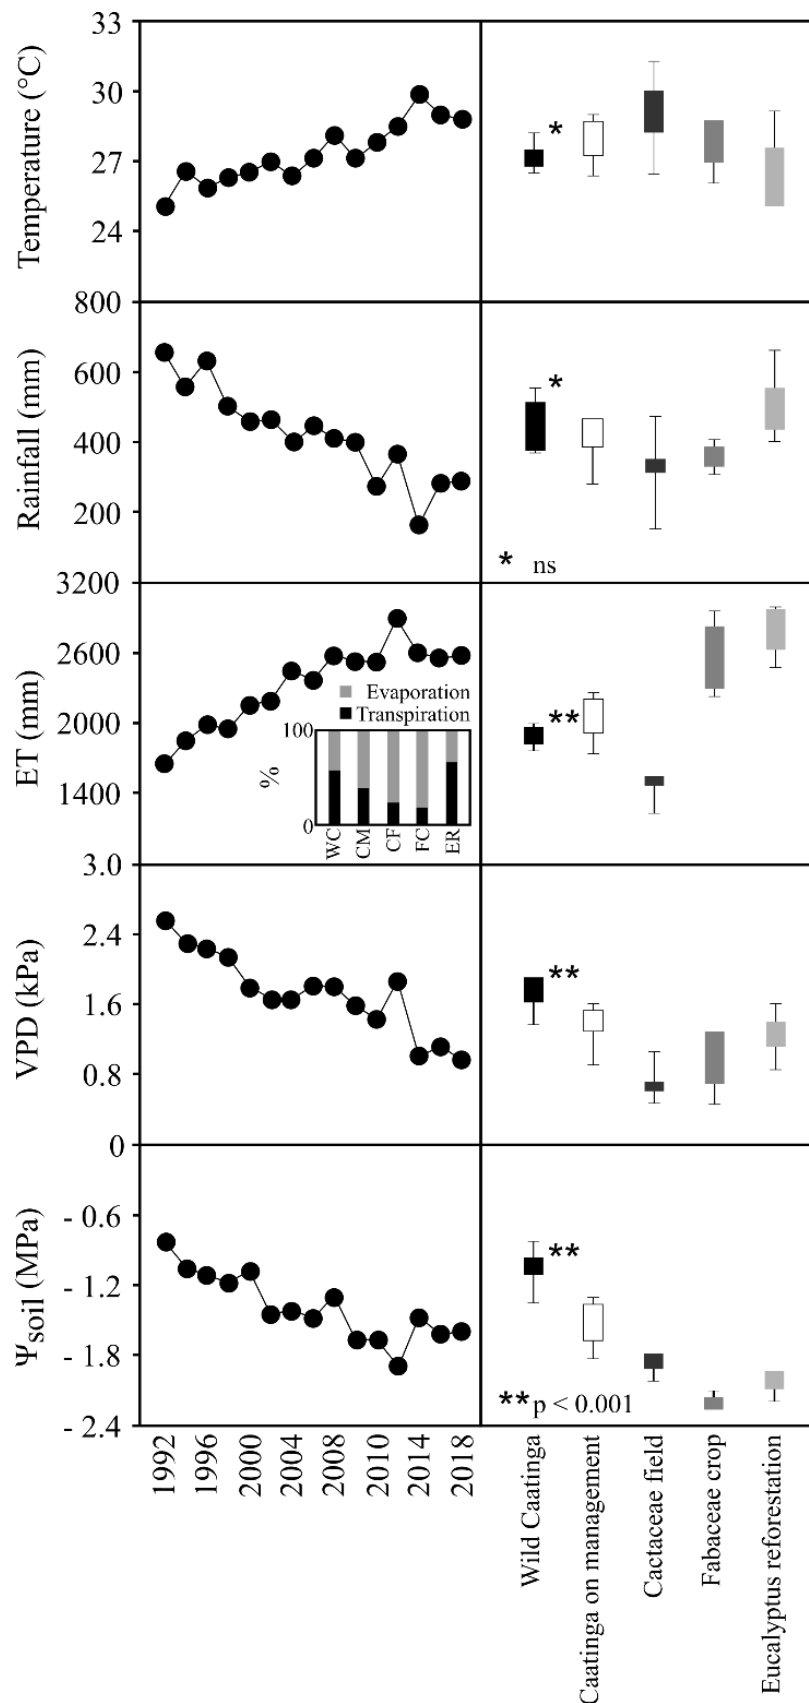 Temperature (°C)
33
30
27
24
*
Rainfall (mm)
800
600
400
200
*
* ns
ET (mm)
3200
2600
2000
1400
Evaporation
Transpiration
%
100
0
WC
CM
CF
FC
ER
**
VPD (kPa)
3.0
2.4
1.6
0.8
0
**
Ψsoil (MPa)
- 0.6
- 1.2
- 1.8
- 2.4
**
** p < 0.001
1992
1996
2000
2004
2008
2010
2014
2018
Wild Caatinga
Caatinga on management
Cactaceae field
Fabaceae crop
Eucalyptus reforestation